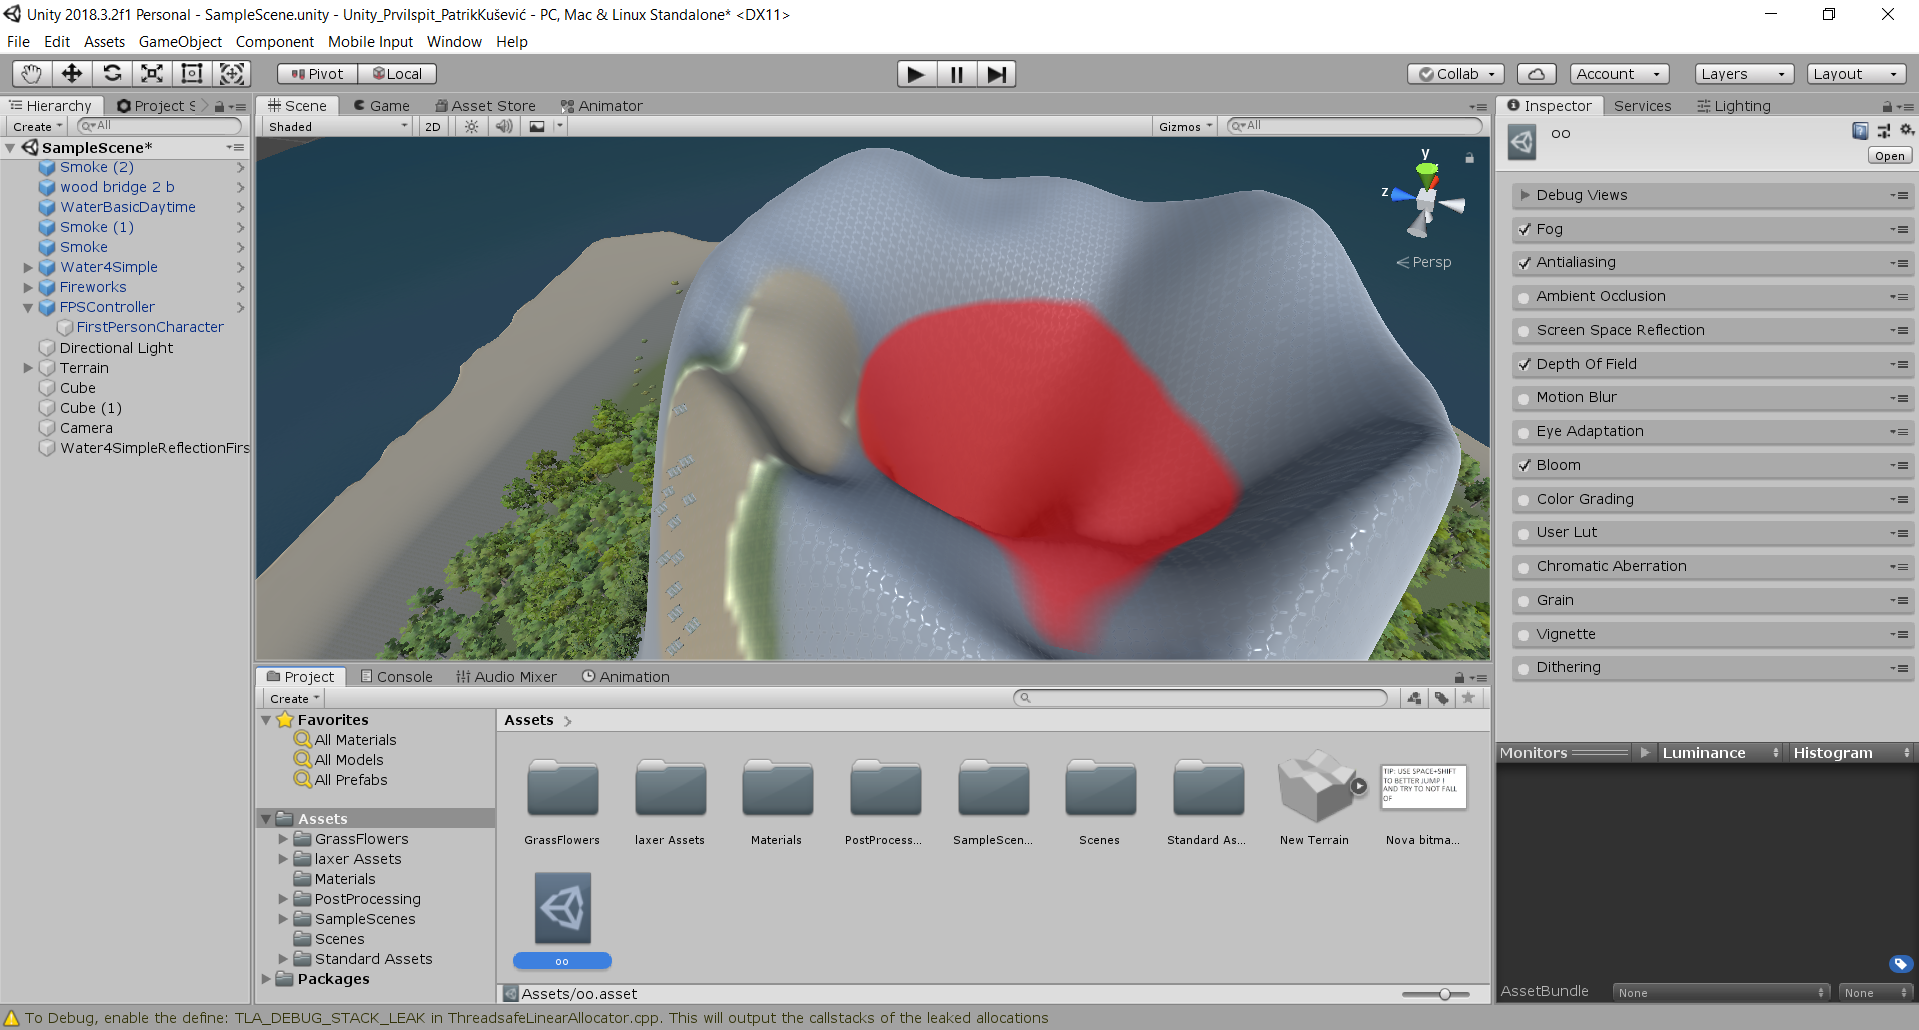 Unity 2018.3.2f1 Personal - SampleScene.unity - Unity_PrviIspit_PatrikKušević - PC, Mac & Linux Standalone* <DX11>
File Edit Assets GameObject Component Mobile Input Window Help
Pivot Local Collab Account Layers Layout
Hierarchy Project S
Create All
SampleScene*
Smoke (2)
wood bridge 2 b
WaterBasicDaytime
Smoke (1)
Smoke
Water4Simple
Fireworks
FPSController
FirstPersonCharacter
Directional Light
Terrain
Cube
Cube (1)
Camera
Water4SimpleReflectionFirs
Scene Game Asset Store Animator
Shaded 2D Gizmos All
y
z
Persp
Project Console Audio Mixer Animation
Create
Favorites
All Materials
All Models
All Prefabs
Assets
GrassFlowers
laxer Assets
Materials
PostProcessing
SampleScenes
Scenes
Standard Assets
Packages
Assets
TIP: USE SPACE+SHIFT
TO BETTER JUMP !
AND TRY TO NOT FALL
OF
GrassFlowers laxer Assets Materials PostProcess... SampleScen... Scenes Standard As... New Terrain Nova bitma...
oo
Assets/oo.asset
Inspector Services Lighting
oo
Open
Debug Views
Fog
Antialiasing
Ambient Occlusion
Screen Space Reflection
Depth Of Field
Motion Blur
Eye Adaptation
Bloom
Color Grading
User Lut
Chromatic Aberration
Grain
Vignette
Dithering
Monitors Luminance Histogram
AssetBundle None None
To Debug, enable the define: TLA_DEBUG_STACK_LEAK in ThreadsafeLinearAllocator.cpp. This will output the callstacks of the leaked allocations